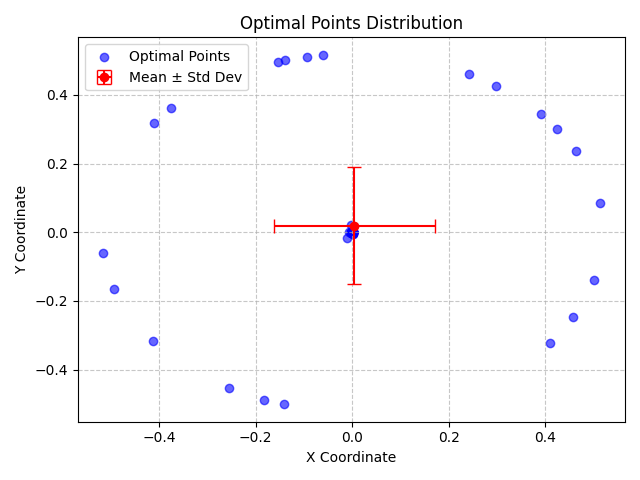 Optimal Points Distribution
Optimal Points
Mean ± Std Dev
Y Coordinate
0.4
0.2
0.0
−0.2
−0.4
−0.4
−0.2
0.0
0.2
0.4
X Coordinate